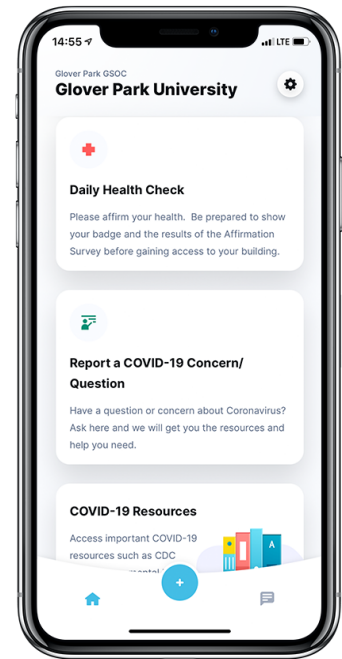 14:55
LTE
Glover Park GSOC
Glover Park University
Daily Health Check
Please affirm your health. Be prepared to show
your badge and the results of the Affirmation
Survey before gaining access to your building.
Report a COVID-19 Concern/
Question
Have a question or concern about Coronavirus?
Ask here and we will get you the resources and
help you need.
COVID-19 Resources
Access important COVID-19
resources such as CDC
A